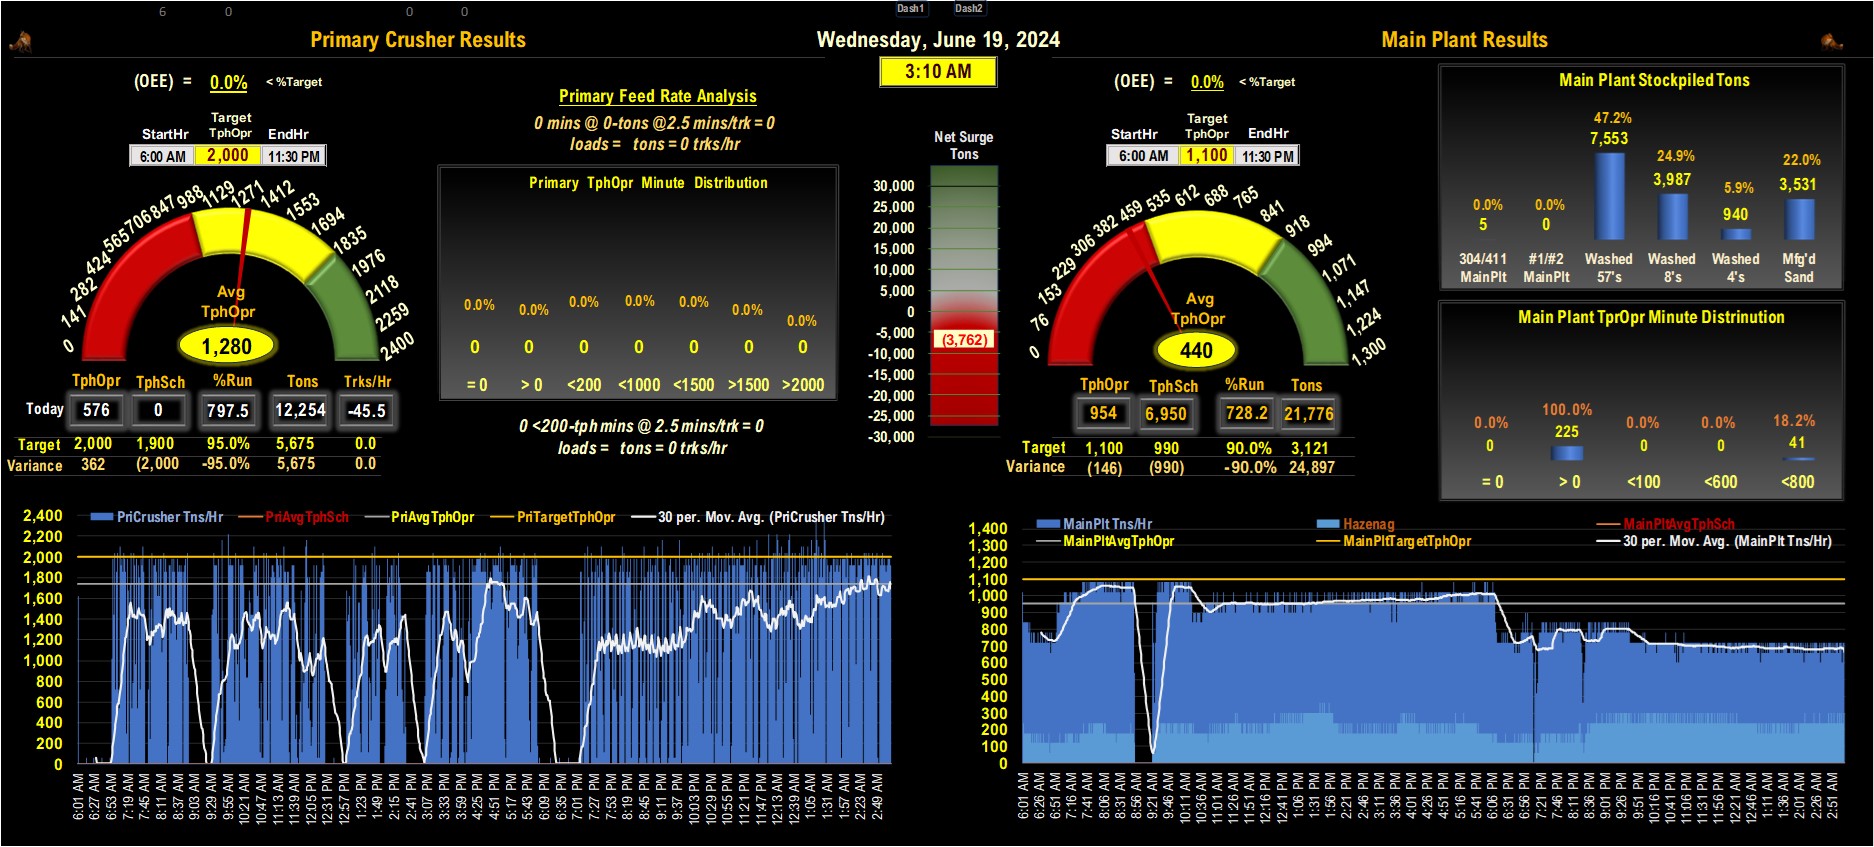 6 0 0 0 Dash1 Dash2
Primary Crusher Results
Wednesday, June 19, 2024
Main Plant Results
3:10 AM
(OEE) = 0.0% < %Target
Target
StartHr TphOpr EndHr
6:00 AM 2,000 11:30 PM
0 141 282 424 565 706 847 988 1129 1271 1412 1553 1694 1835 1976 2118 2259 2400
Avg
TphOpr
1,280
TphOpr TphSch %Run Tons Trks/Hr
Today 576 0 797.5 12,254 -45.5
Target 2,000 1,900 95.0% 5,675 0.0
Variance 362 (2,000 -95.0% 5,675 0.0
Primary Feed Rate Analysis
0 mins @ 0-tons @2.5 mins/trk = 0
loads = tons = 0 trks/hr
Primary TphOpr Minute Distribution
0.0% 0.0% 0.0% 0.0% 0.0% 0.0% 0.0%
0 0 0 0 0 0 0
= 0 > 0 <200 <1000 <1500 >1500 >2000
0 <200-tph mins @ 2.5 mins/trk = 0
loads = tons = 0 trks/hr
Net Surge
Tons
30,000
25,000
20,000
15,000
10,000
5,000
0
-5,000
(3,762)
-10,000
-15,000
-20,000
-25,000
-30,000
(OEE) = 0.0% < %Target
Target
StartHr TphOpr EndHr
6:00 AM 1,100 11:30 PM
0 76 153 229 306 382 459 535 612 688 765 841 918 994 1,071 1,147 1,224 1,300
Avg
TphOpr
440
TphOpr TphSch %Run Tons
954 6,950 728.2 21,776
Target 1,100 990 90.0% 3,121
Variance (146) (990) -90.0% 24,897
Main Plant Stockpiled Tons
0.0% 0.0% 47.2% 24.9% 5.9% 22.0%
5 0 7,553 3,987 940 3,531
304/411 #1/#2 Washed Washed Washed Mfg'd
MainPlt MainPlt 57's 8's 4's Sand
Main Plant TprOpr Minute Distrinution
0.0% 100.0% 0.0% 0.0% 18.2%
0 225 0 0 41
= 0 > 0 <100 <600 <800
PriCrusher Tns/Hr PriAvgTphSch PriAvgTphOpr PriTargetTphOpr 30 per. Mov. Avg. (PriCrusher Tns/Hr)
2,400
2,200
2,000
1,800
1,600
1,400
1,200
1,000
800
600
400
200
0
6:01 AM 6:27 AM 6:53 AM 7:19 AM 7:45 AM 8:11 AM 8:37 AM 9:03 AM 9:29 AM 9:55 AM 10:21 AM 10:47 AM 11:13 AM 11:39 AM 12:05 PM 12:31 PM 12:57 PM 1:23 PM 1:49 PM 2:15 PM 2:41 PM 3:07 PM 3:33 PM 3:59 PM 4:25 PM 4:51 PM 5:17 PM 5:43 PM 6:09 PM 6:35 PM 7:01 PM 7:27 PM 7:53 PM 8:19 PM 8:45 PM 9:11 PM 9:37 PM 10:03 PM 10:29 PM 10:55 PM 11:21 PM 11:47 PM 12:13 AM 12:39 AM 1:05 AM 1:31 AM 1:57 AM 2:23 AM 2:49 AM
MainPlt Tns/Hr Hazenag MainPltAvgTphSch
MainPltAvgTphOpr MainPltTargetTphOpr 30 per. Mov. Avg. (MainPlt Tns/Hr)
1,400
1,300
1,200
1,100
1,000
900
800
700
600
500
400
300
200
100
0
6:01 AM 6:26 AM 6:51 AM 7:16 AM 7:41 AM 8:06 AM 8:31 AM 8:56 AM 9:21 AM 9:46 AM 10:11 AM 10:36 AM 11:01 AM 11:26 AM 11:51 AM 12:16 PM 12:41 PM 1:06 PM 1:31 PM 1:56 PM 2:21 PM 2:46 PM 3:11 PM 3:36 PM 4:01 PM 4:26 PM 4:51 PM 5:16 PM 5:41 PM 6:06 PM 6:31 PM 6:56 PM 7:21 PM 7:46 PM 8:11 PM 8:36 PM 9:01 PM 9:26 PM 9:51 PM 10:16 PM 10:41 PM 11:06 PM 11:31 PM 11:56 PM 12:21 AM 12:46 AM 1:11 AM 1:36 AM 2:01 AM 2:26 AM 2:51 AM